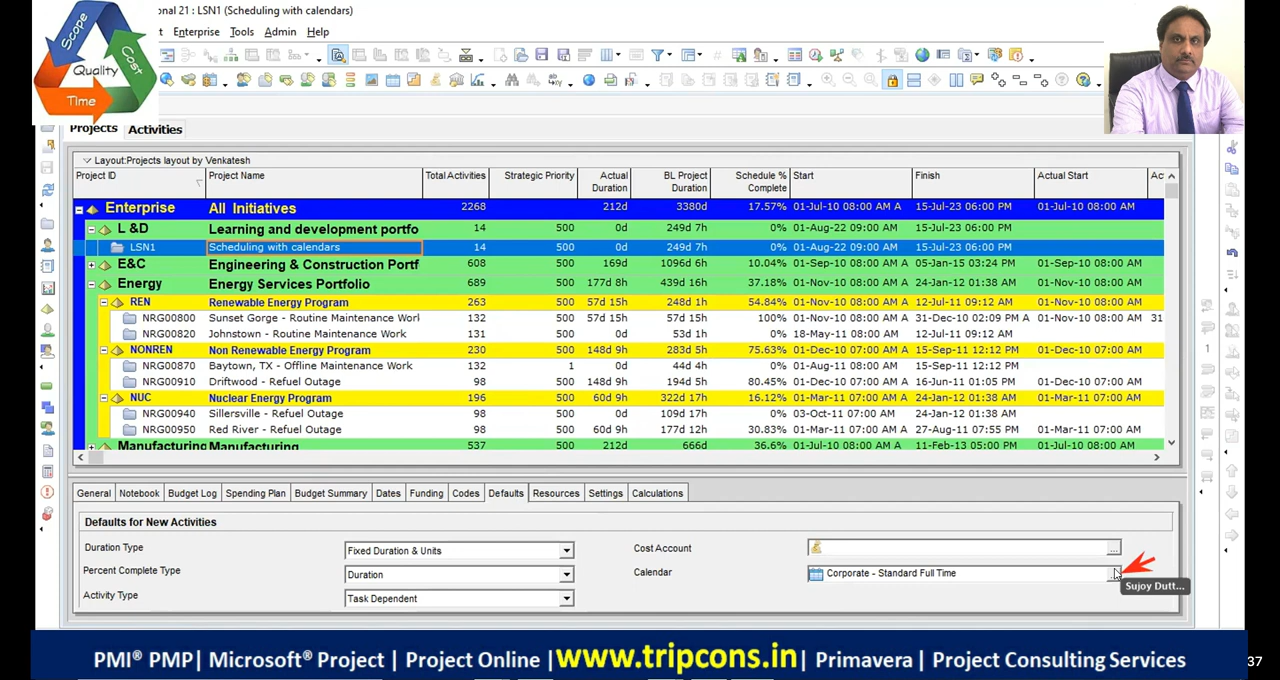 onal 21 : LSN1 (Scheduling with calendars)
t Enterprise Tools Admin Help
Scope
Cost
Quality
Time
Projects Activities
Layout:Projects layout by Venkatesh
Project ID Project Name Total Activities Strategic Priority Actual Duration BL Project Duration Schedule % Complete Start Finish Actual Start Ac
Enterprise All Initiatives 2268 212d 3380d 17.57% 01-Jul-10 08:00 AM A 15-Jul-23 06:00 PM 01-Jul-10 08:00 AM
L &D Learning and development portfo 14 500 0d 249d 7h 0% 01-Aug-22 09:00 AM 15-Jul-23 06:00 PM
LSN1 Scheduling with calendars 14 500 0d 249d 7h 0% 01-Aug-22 09:00 AM 15-Jul-23 06:00 PM
E&C Engineering & Construction Portf 608 500 169d 1096d 6h 10.04% 01-Sep-10 08:00 AM A 05-Jan-15 03:24 PM 01-Sep-10 08:00 AM
Energy Energy Services Portfolio 689 500 177d 8h 439d 16h 37.18% 01-Nov-10 08:00 AM A 24-Jan-12 01:38 AM 01-Nov-10 08:00 AM
REN Renewable Energy Program 263 500 57d 15h 248d 1h 54.84% 01-Nov-10 08:00 AM A 12-Jul-11 09:12 AM 01-Nov-10 08:00 AM
NRG00800 Sunset Gorge - Routine Maintenance Worl 132 500 57d 15h 57d 15h 100% 01-Nov-10 08:00 AM A 31-Dec-10 02:09 PM A 01-Nov-10 08:00 AM 31
NRG00820 Johnstown - Routine Maintenance Work 131 500 0d 53d 1h 0% 18-May-11 08:00 AM 12-Jul-11 09:12 AM
NONREN Non Renewable Energy Program 230 500 148d 9h 283d 5h 75.63% 01-Dec-10 07:00 AM A 15-Sep-11 12:12 PM 01-Dec-10 07:00 AM
NRG00870 Baytown, TX - Offline Maintenance Work 132 1 0d 44d 4h 0% 01-Aug-11 08:00 AM 15-Sep-11 12:12 PM
NRG00910 Driftwood - Refuel Outage 98 500 148d 9h 194d 5h 80.45% 01-Dec-10 07:00 AM A 16-Jun-11 01:05 PM 01-Dec-10 07:00 AM
NUC Nuclear Energy Program 196 500 60d 9h 322d 17h 16.12% 01-Mar-11 07:00 AM A 24-Jan-12 01:38 AM 01-Mar-11 07:00 AM
NRG00940 Sillersville - Refuel Outage 98 500 0d 109d 17h 0% 03-Oct-11 07:00 AM 24-Jan-12 01:38 AM
NRG00950 Red River - Refuel Outage 98 500 60d 9h 177d 12h 30.83% 01-Mar-11 07:00 AM A 27-Aug-11 07:55 PM 01-Mar-11 07:00 AM
Manufacturing Manufacturing 537 500 212d 666d 36.6% 01-Jul-10 08:00 AM A 11-Feb-13 05:00 PM 01-Jul-10 08:00 AM
General Notebook Budget Log Spending Plan Budget Summary Dates Funding Codes Defaults Resources Settings Calculations
Defaults for New Activities
Duration Type Fixed Duration & Units Cost Account ...
Percent Complete Type Duration Calendar Corporate - Standard Full Time
Sujoy Dutt...
Activity Type Task Dependent
PMI® PMP| Microsoft® Project | Project Online |www.tripcons.in| Primavera | Project Consulting Services
37